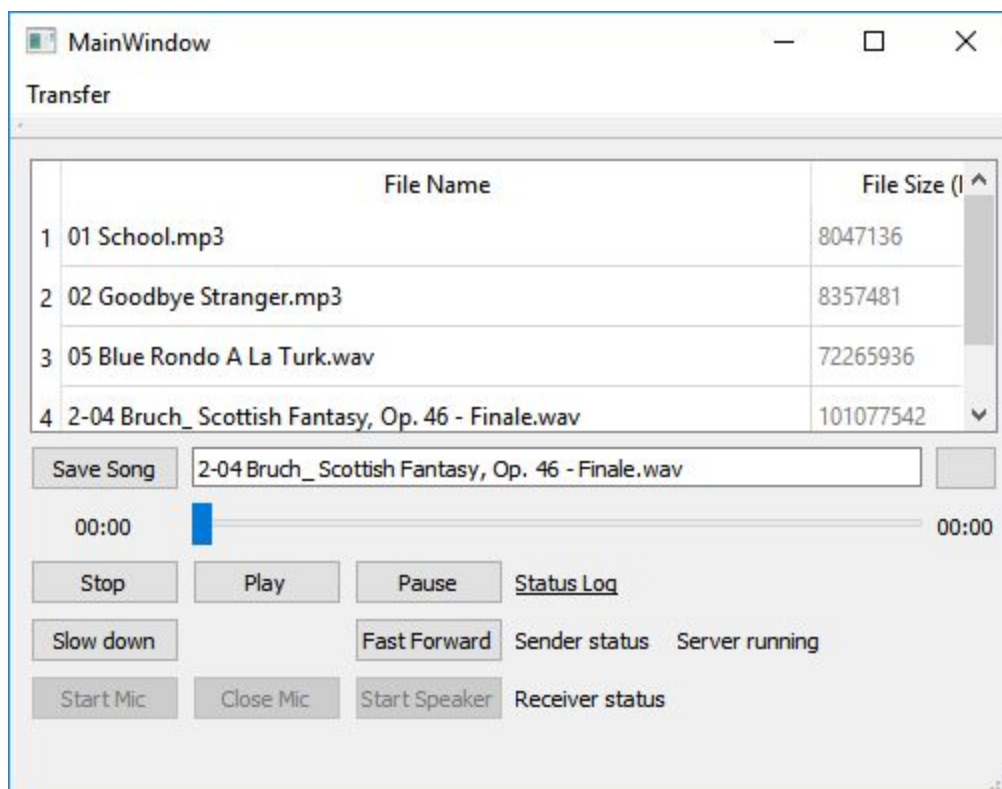 MainWindow
Transfer
File Name File Size (
1 01 School.mp3 8047136
2 02 Goodbye Stranger.mp3 8357481
3 05 Blue Rondo A La Turk.wav 72265936
4 2-04 Bruch_ Scottish Fantasy, Op. 46 - Finale.wav 101077542
Save Song 2-04 Bruch_ Scottish Fantasy, Op. 46 - Finale.wav
00:00 00:00
Stop Play Pause Status Log
Slow down Fast Forward Sender status Server running
Start Mic Close Mic Start Speaker Receiver status